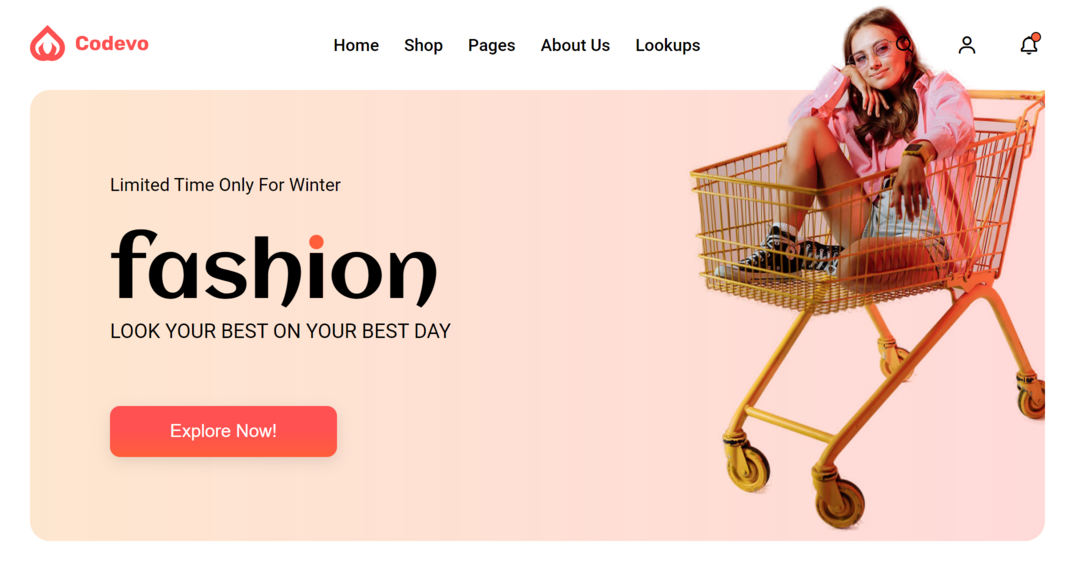 Codevo
Home Shop Pages About Us Lookups
Limited Time Only For Winter
fashion
LOOK YOUR BEST ON YOUR BEST DAY
Explore Now!